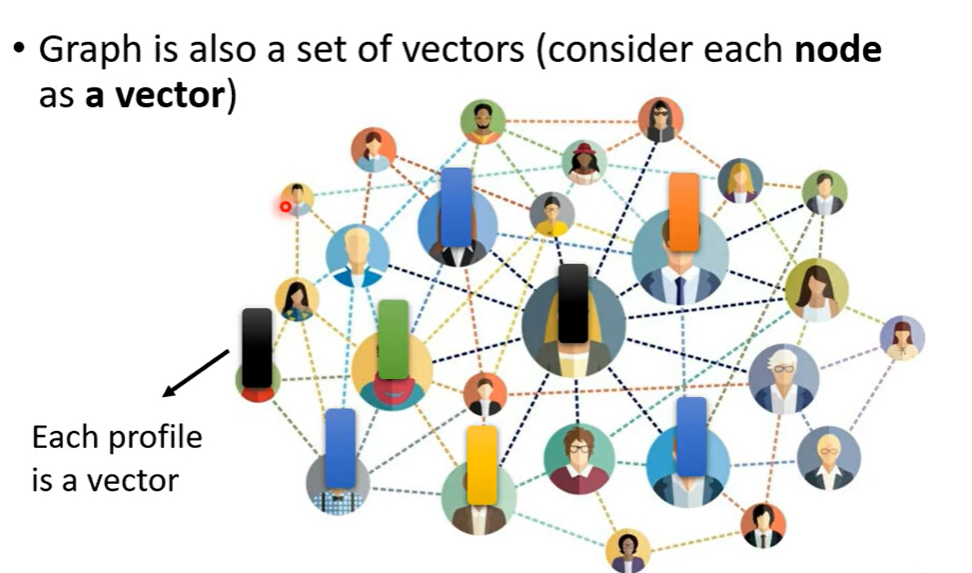 • Graph is also a set of vectors (consider each node
as a vector)
Each profile
is a vector